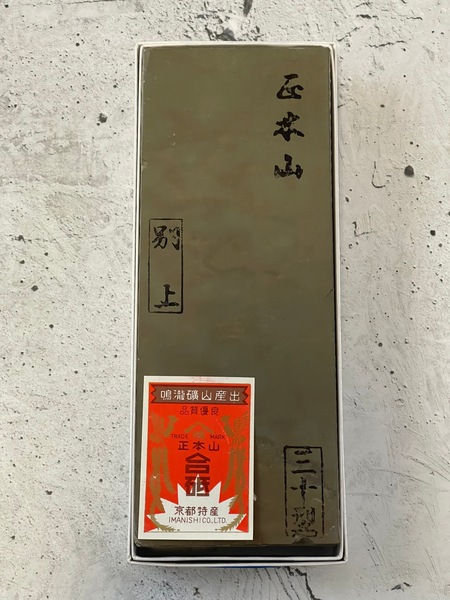 正本山
別上
三十型
鳴瀧礦山産出
品質優良
TRADE MARK
正本山
合砥
京都特産
IMANISHI CO., LTD.